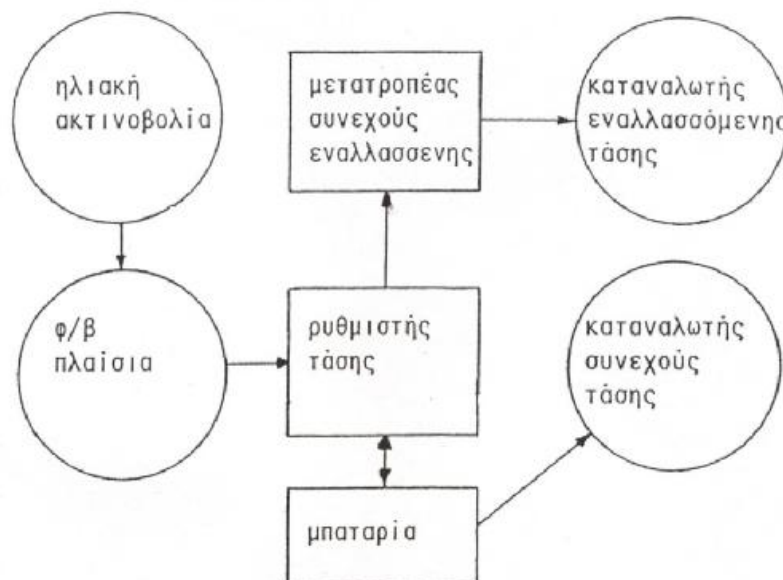 ηλιακή
ακτινοβολία
μετατροπέας
συνεχούς
εναλλασσενης
καταναλωτής
εναλλασσόμενης
τάσης
φ/β
πλαίσια
ρυθμιστής
τάσης
καταναλωτής
συνεχούς
τάσης
μπαταρία